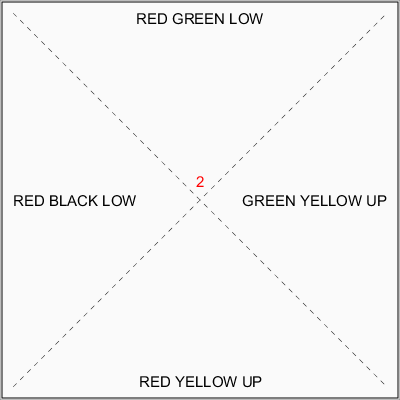 RED GREEN LOW
2
RED BLACK LOW
GREEN YELLOW UP
RED YELLOW UP